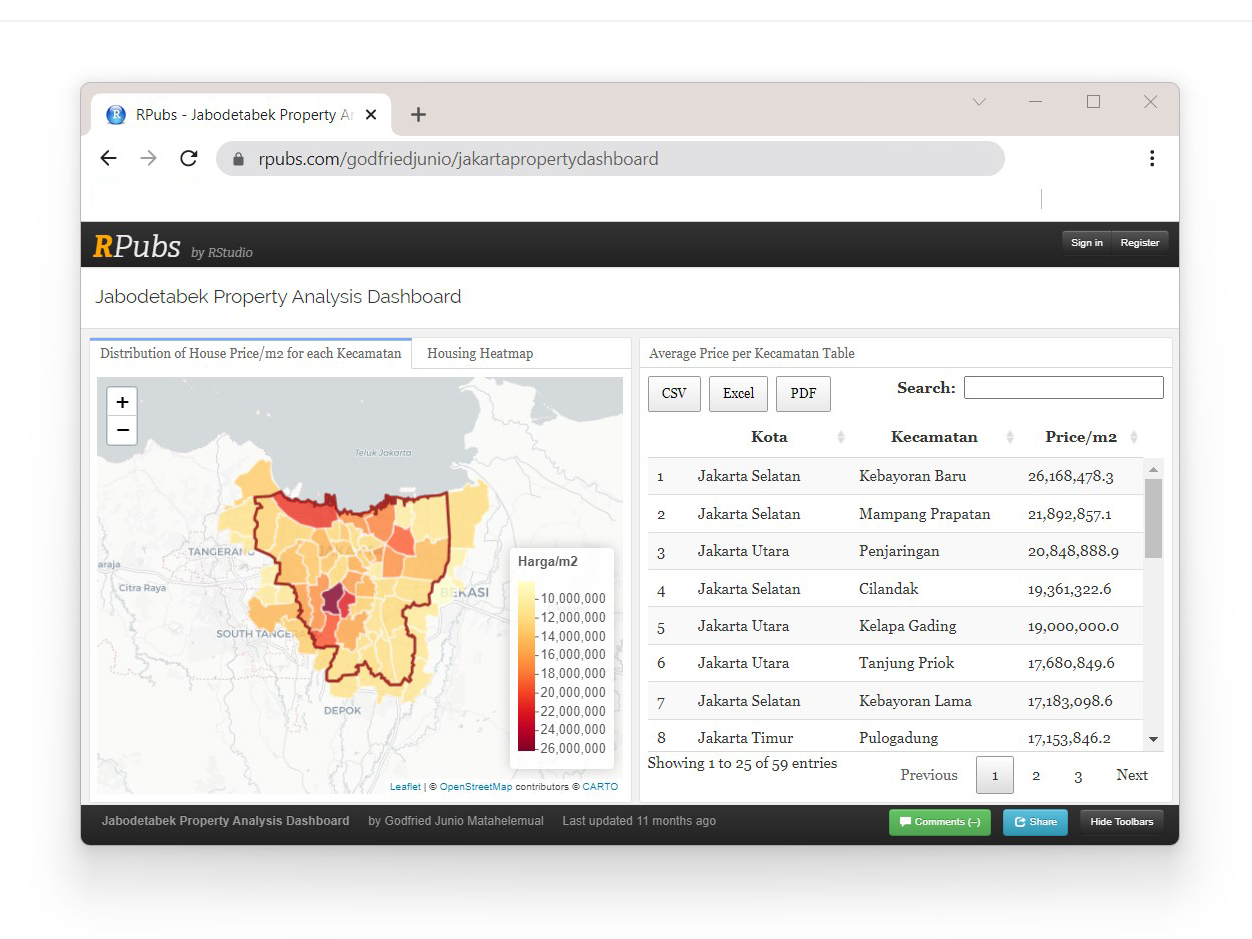 RPubs - Jabodetabek Property Ar
rpubs.com/godfriedjunio/jakartapropertydashboard
RPubs by RStudio
Sign in
Register
Jabodetabek Property Analysis Dashboard
Distribution of House Price/m2 for each Kecamatan
Housing Heatmap
+
−
Teluk Jakarta
TANGERANG
JAKARTA
araja
Citra Raya
BEKASI
SOUTH TANGERA
DEPOK
Harga/m2
10,000,000
12,000,000
14,000,000
16,000,000
18,000,000
20,000,000
22,000,000
24,000,000
26,000,000
Leaflet | © OpenStreetMap contributors © CARTO
Average Price per Kecamatan Table
CSV
Excel
PDF
Search:
Kota Kecamatan Price/m2
1 Jakarta Selatan Kebayoran Baru 26,168,478.3
2 Jakarta Selatan Mampang Prapatan 21,892,857.1
3 Jakarta Utara Penjaringan 20,848,888.9
4 Jakarta Selatan Cilandak 19,361,322.6
5 Jakarta Utara Kelapa Gading 19,000,000.0
6 Jakarta Utara Tanjung Priok 17,680,849.6
7 Jakarta Selatan Kebayoran Lama 17,183,098.6
8 Jakarta Timur Pulogadung 17,153,846.2
Showing 1 to 25 of 59 entries
Previous 1 2 3 Next
Jabodetabek Property Analysis Dashboard by Godfried Junio Matahelemual Last updated 11 months ago
Comments (–)
Share
Hide Toolbars